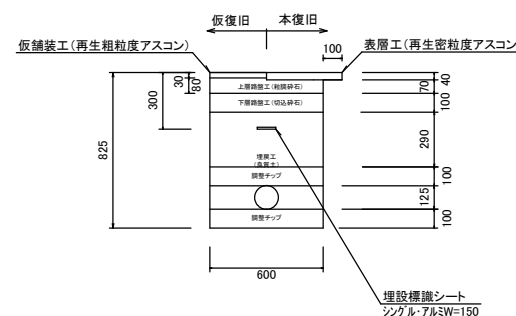 仮復旧 本復旧
仮舗装工(再生粗粒度アスコン)
100
表層工(再生密粒度アスコン
30
80
300
825
上層路盤工(粒調砕石)
下層路盤工(切込砕石)
埋戻工
(良質土)
調整チップ
調整チップ
40
70
100
290
100
125
100
600
埋設標識シート
シングル・アルミW=150